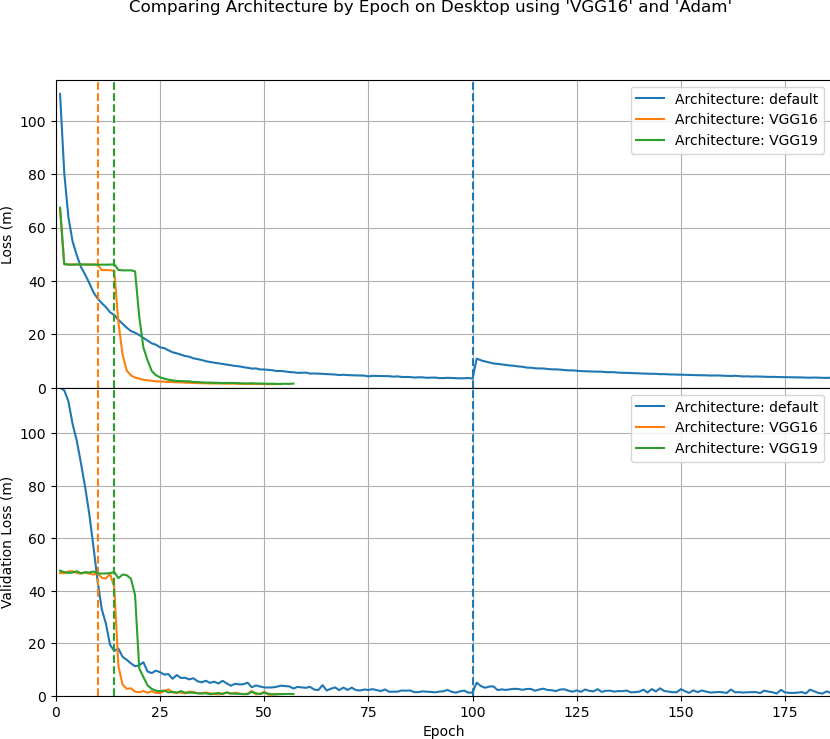 Comparing Architecture by Epoch on Desktop using 'VGG16' and 'Adam'
Loss (m)
100
80
60
40
20
0
Architecture: default
Architecture: VGG16
Architecture: VGG19
Validation Loss (m)
100
80
60
40
20
0
Architecture: default
Architecture: VGG16
Architecture: VGG19
0 25 50 75 100 125 150 175
Epoch